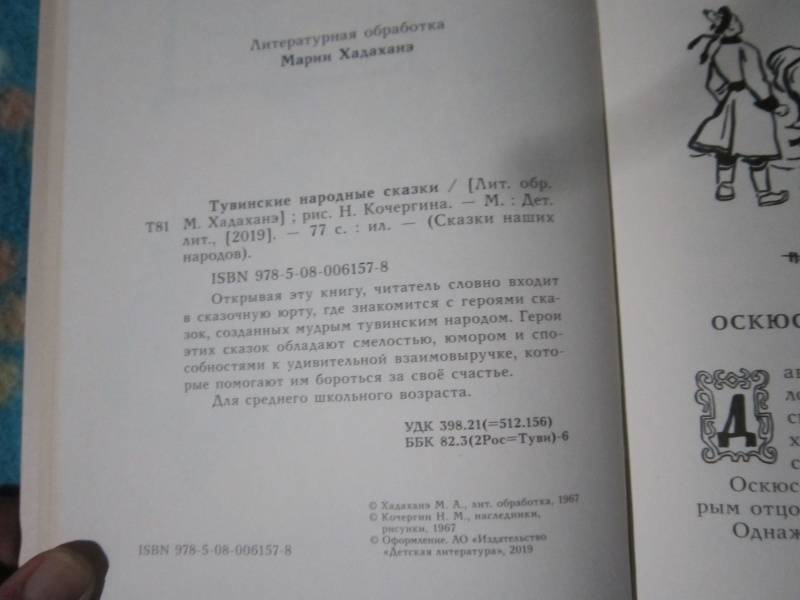 Литературная обработка
Марии Хадаханэ
Тувинские народные сказки / [Лит. обр.
Т81 М. Хадаханэ] ; рис. Н. Кочергина. — М. : Дет.
лит., [2019]. — 77 с. : ил. — (Сказки наших
народов).
ISBN 978-5-08-006157-8
Открывая эту книгу, читатель словно входит
в сказочную юрту, где знакомится с героями ска-
зок, созданных мудрым тувинским народом. Герои
этих сказок обладают смелостью, юмором и спо-
собностями к удивительной взаимовыручке, кото-
рые помогают им бороться за своё счастье.
Для среднего школьного возраста.
УДК 398.21(=512.156)
ББК 82.3(2Рос=Туви)-6
© Хадаханэ М. А., лит. обработка, 1967
© Кочергин Н. М., наследники,
рисунки, 1967
© Оформление. АО «Издательство
«Детская литература», 2019
ISBN 978-5-08-006157-8
ОСКЮС
Д
Оскюс
рым отцо
Однаж